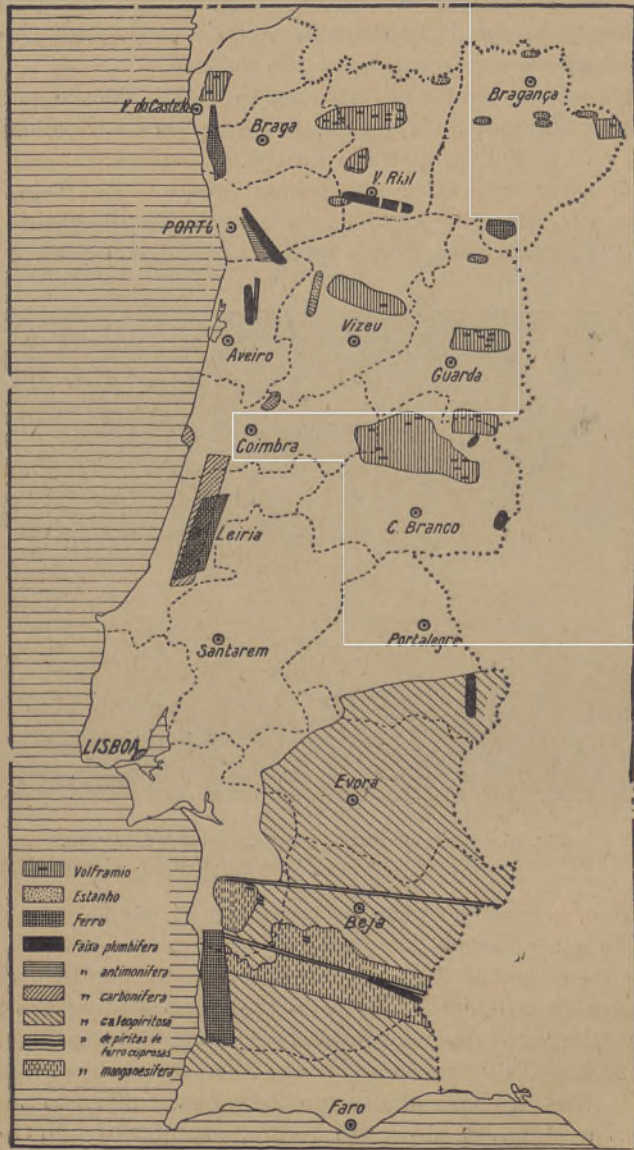 Bragança
V. do Castelo
Braga
V. Rial
PORTO
Vizeu
Aveiro
Guarda
Coimbra
Leiria
C. Branco
Santarem
Portalegre
LISBOA
Evora
Beja
Volframio
Estanho
Ferro
Faixa plumbifera
" antimonifera
" carbonifera
" calcopiritosa
" de piritas de
ferro cuprosas
" manganesifera
Faro